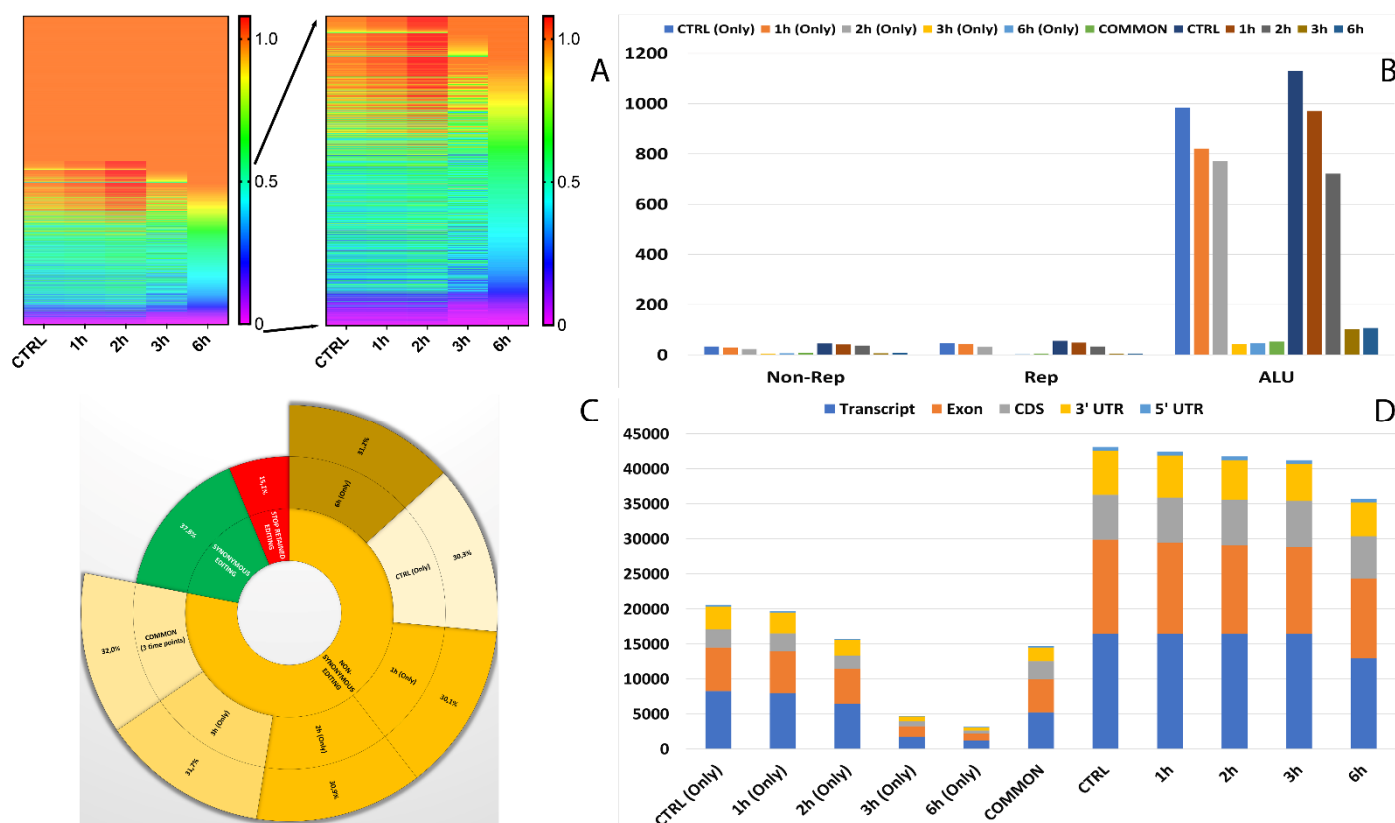 1.0
0.5
0
CTRL 1h 2h 3h 6h
1.0
0.5
0
CTRL 1h 2h 3h 6h
A
CTRL (Only) 1h (Only) 2h (Only) 3h (Only) 6h (Only) COMMON CTRL 1h 2h 3h 6h
B
1200
1000
800
600
400
200
0
Non-Rep Rep ALU
C
31,2%
6h (Only)
30,3%
CTRL (Only)
30,1%
1h (Only)
30,9%
2h (Only)
31,7%
3h (Only)
32,0%
COMMON
(5 time points)
NON-
SYNONYMOUS
EDITING
37,8%
SYNONYMOUS
EDITING
15,1%
STOP RETAINED
EDITING
Transcript Exon CDS 3' UTR 5' UTR
D
45000
40000
35000
30000
25000
20000
15000
10000
5000
0
CTRL (Only) 1h (Only) 2h (Only) 3h (Only) 6h (Only) COMMON CTRL 1h 2h 3h 6h